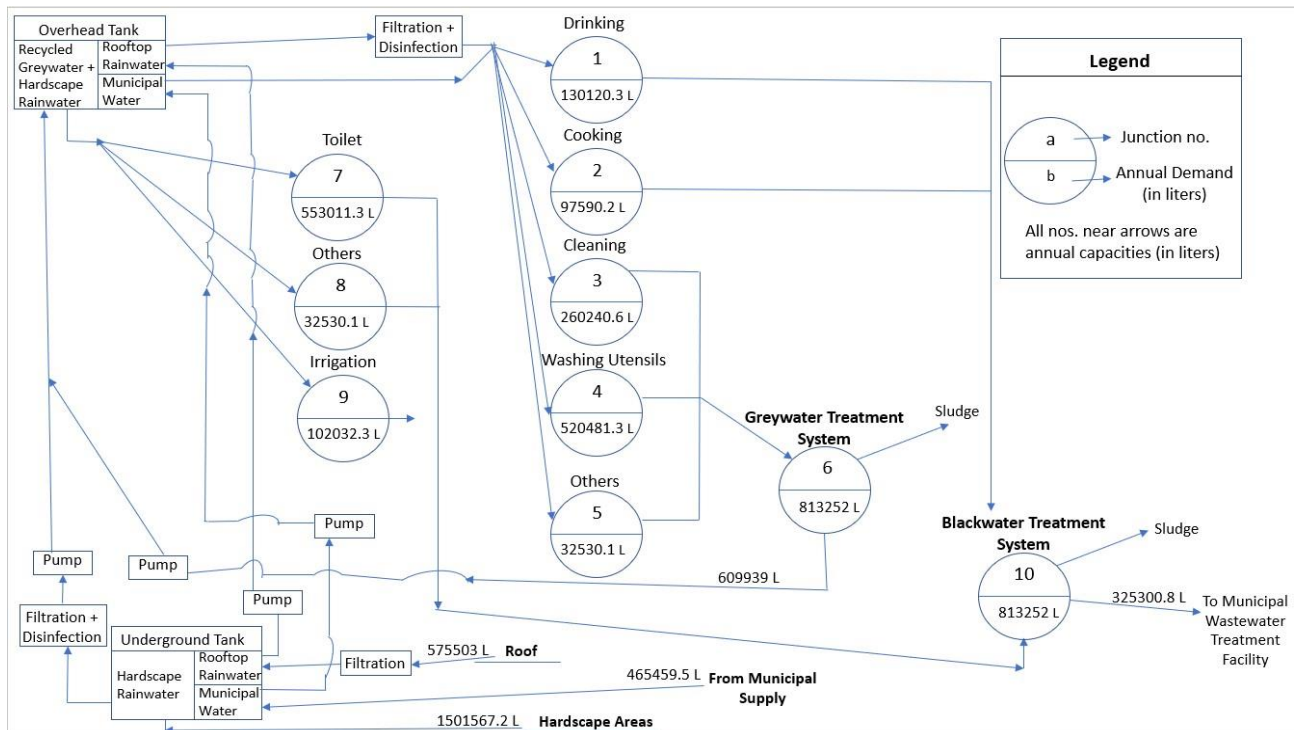 Overhead Tank
Recycled
Greywater +
Hardscape
Rainwater
Rooftop
Rainwater
Municipal
Water
Filtration +
Disinfection
Drinking
1
130120.3 L
Cooking
2
97590.2 L
Cleaning
3
260240.6 L
Washing Utensils
4
520481.3 L
Others
5
32530.1 L
Toilet
7
553011.3 L
Others
8
32530.1 L
Irrigation
9
102032.3 L
Legend
a
Junction no.
b
Annual Demand
(in liters)
All nos. near arrows are
annual capacities (in liters)
Greywater Treatment
System
6
813252 L
Sludge
609939 L
Blackwater Treatment
System
10
813252 L
Sludge
325300.8 L
To Municipal
Wastewater
Treatment
Facility
Pump
Pump
Pump
Pump
Filtration +
Disinfection
Underground Tank
Hardscape
Rainwater
Rooftop
Rainwater
Municipal
Water
Filtration
575503 L
Roof
465459.5 L
From Municipal
Supply
1501567.2 L
Hardscape Areas